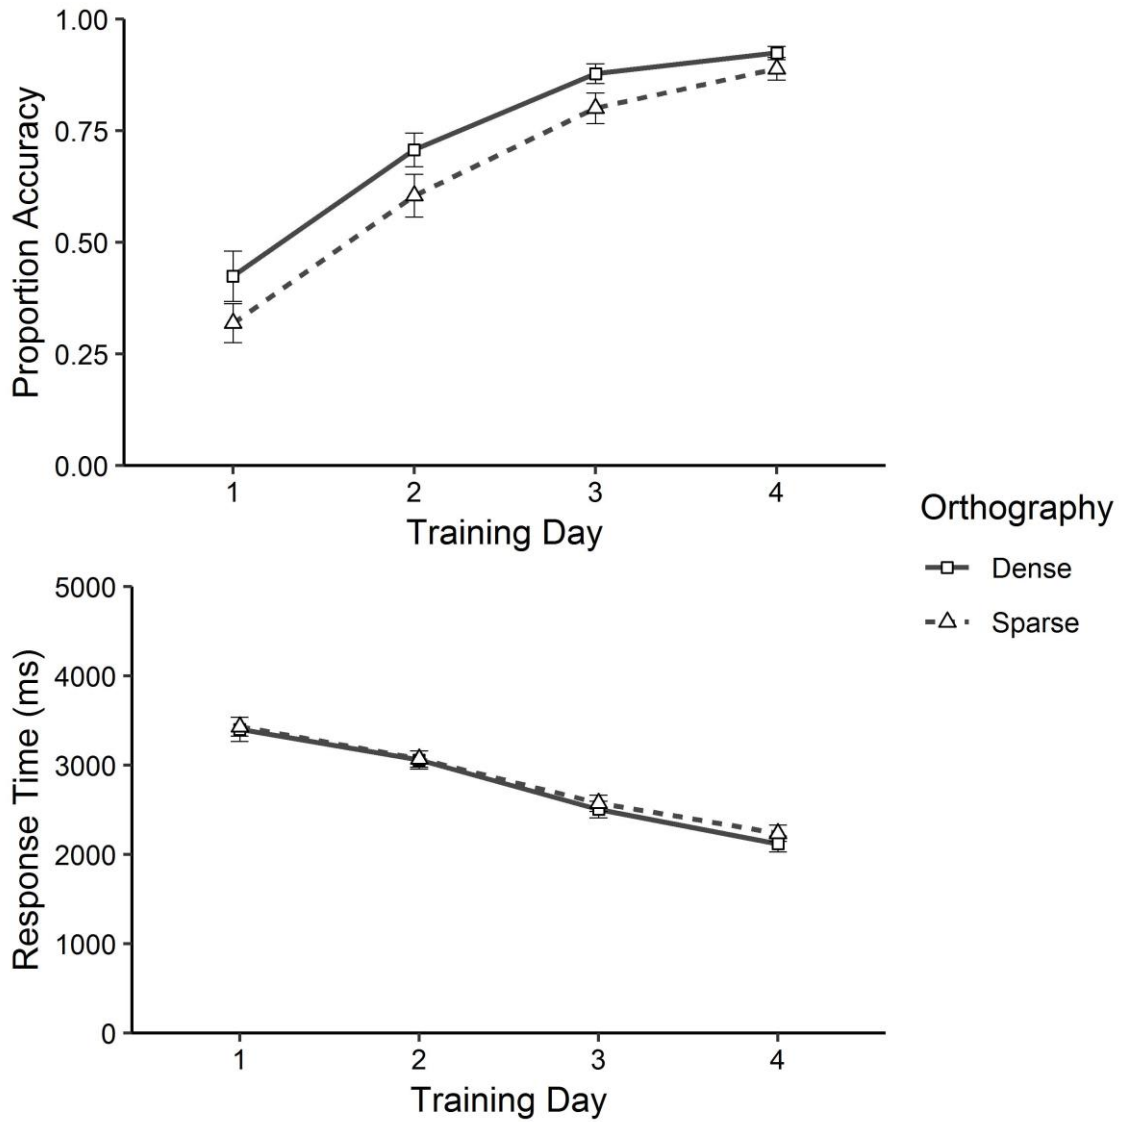 1.00
0.75
0.50
0.25
0.00
Proportion Accuracy
1 2 3 4
Training Day
Orthography
Dense
Sparse
5000
4000
3000
2000
1000
0
Response Time (ms)
1 2 3 4
Training Day